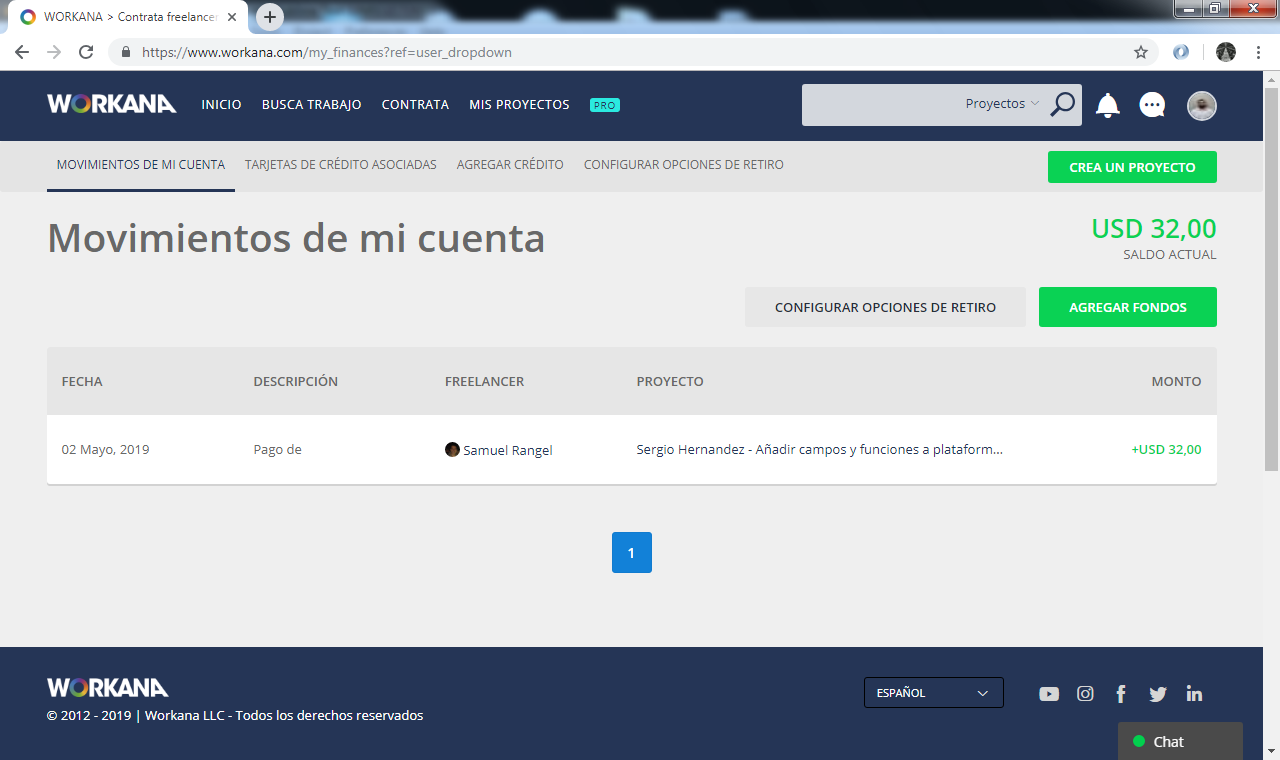 WORKANA > Contrata freelancer
https://www.workana.com/my_finances?ref=user_dropdown
WORKANA INICIO BUSCA TRABAJO CONTRATA MIS PROYECTOS PRO Proyectos
MOVIMIENTOS DE MI CUENTA TARJETAS DE CRÉDITO ASOCIADAS AGREGAR CRÉDITO CONFIGURAR OPCIONES DE RETIRO CREA UN PROYECTO
Movimientos de mi cuenta
USD 32,00
SALDO ACTUAL
CONFIGURAR OPCIONES DE RETIRO AGREGAR FONDOS
FECHA DESCRIPCIÓN FREELANCER PROYECTO MONTO
02 Mayo, 2019 Pago de Samuel Rangel Sergio Hernandez - Añadir campos y funciones a plataform... +USD 32,00
1
WORKANA
ESPAÑOL
© 2012 - 2019 | Workana LLC - Todos los derechos reservados
Chat